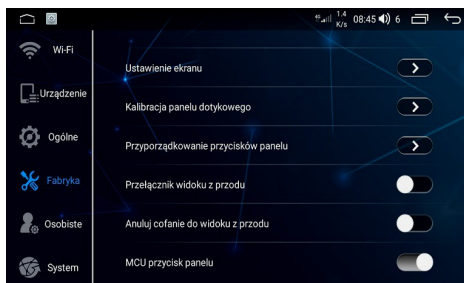 4G 1.4 K/s 08:45 6
Wi-Fi
Urządzenie
Ogólne
Fabryka
Osobiste
System
Ustawienie ekranu
Kalibracja panelu dotykowego
Przyporządkowanie przycisków panelu
Przełącznik widoku z przodu
Anuluj cofanie do widoku z przodu
MCU przycisk panelu